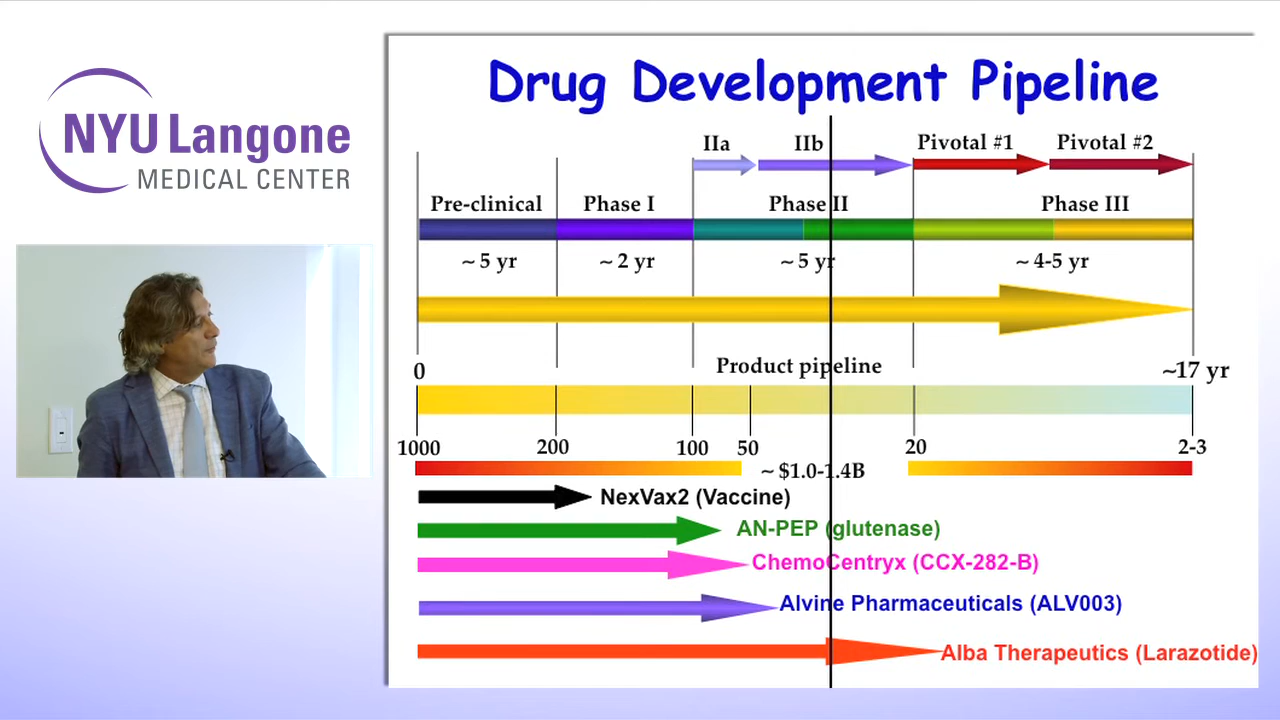 NYU Langone
MEDICAL CENTER
Drug Development Pipeline
IIa
IIb
Pivotal #1
Pivotal #2
Pre-clinical
Phase I
Phase II
Phase III
~ 5 yr
~ 2 yr
~ 5 yr
~ 4-5 yr
0
Product pipeline
~17 yr
1000
200
100
50
20
2-3
~ $1.0-1.4B
NexVax2 (Vaccine)
AN-PEP (glutenase)
ChemoCentryx (CCX-282-B)
Alvine Pharmaceuticals (ALV003)
Alba Therapeutics (Larazotide)